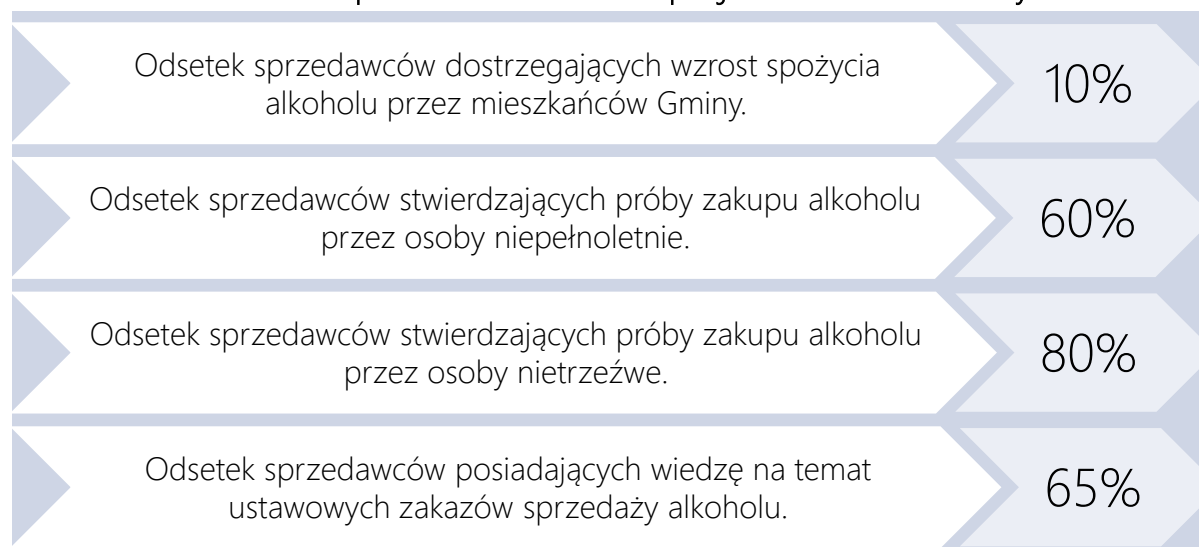 Odsetek sprzedawców dostrzegających wzrost spożycia
alkoholu przez mieszkańców Gminy.
10%
Odsetek sprzedawców stwierdzających próby zakupu alkoholu
przez osoby niepełnoletnie.
60%
Odsetek sprzedawców stwierdzających próby zakupu alkoholu
przez osoby nietrzeźwe.
80%
Odsetek sprzedawców posiadających wiedzę na temat
ustawowych zakazów sprzedaży alkoholu.
65%